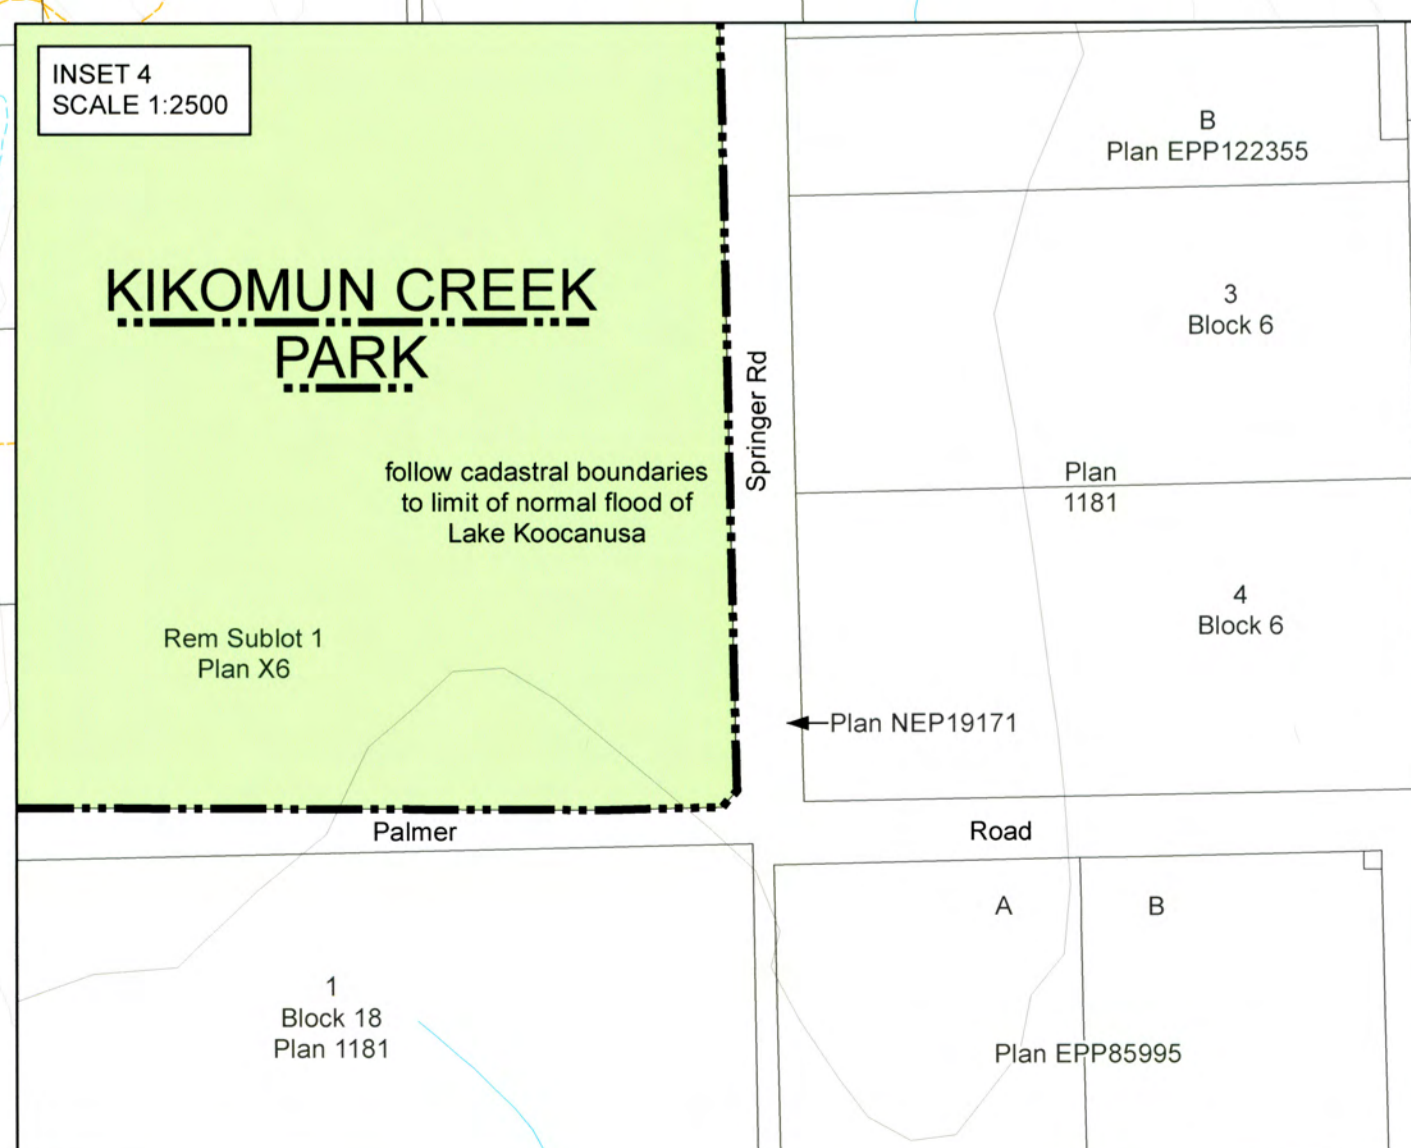 INSET 4
SCALE 1:2500
B
Plan EPP122355
KIKOMUN CREEK
PARK
3
Block 6
Springer Rd
follow cadastral boundaries
to limit of normal flood of
Lake Koocanusa
Plan
1181
4
Block 6
Rem Sublot 1
Plan X6
Plan NEP19171
Palmer Road
A
B
1
Block 18
Plan 1181
Plan EPP85995